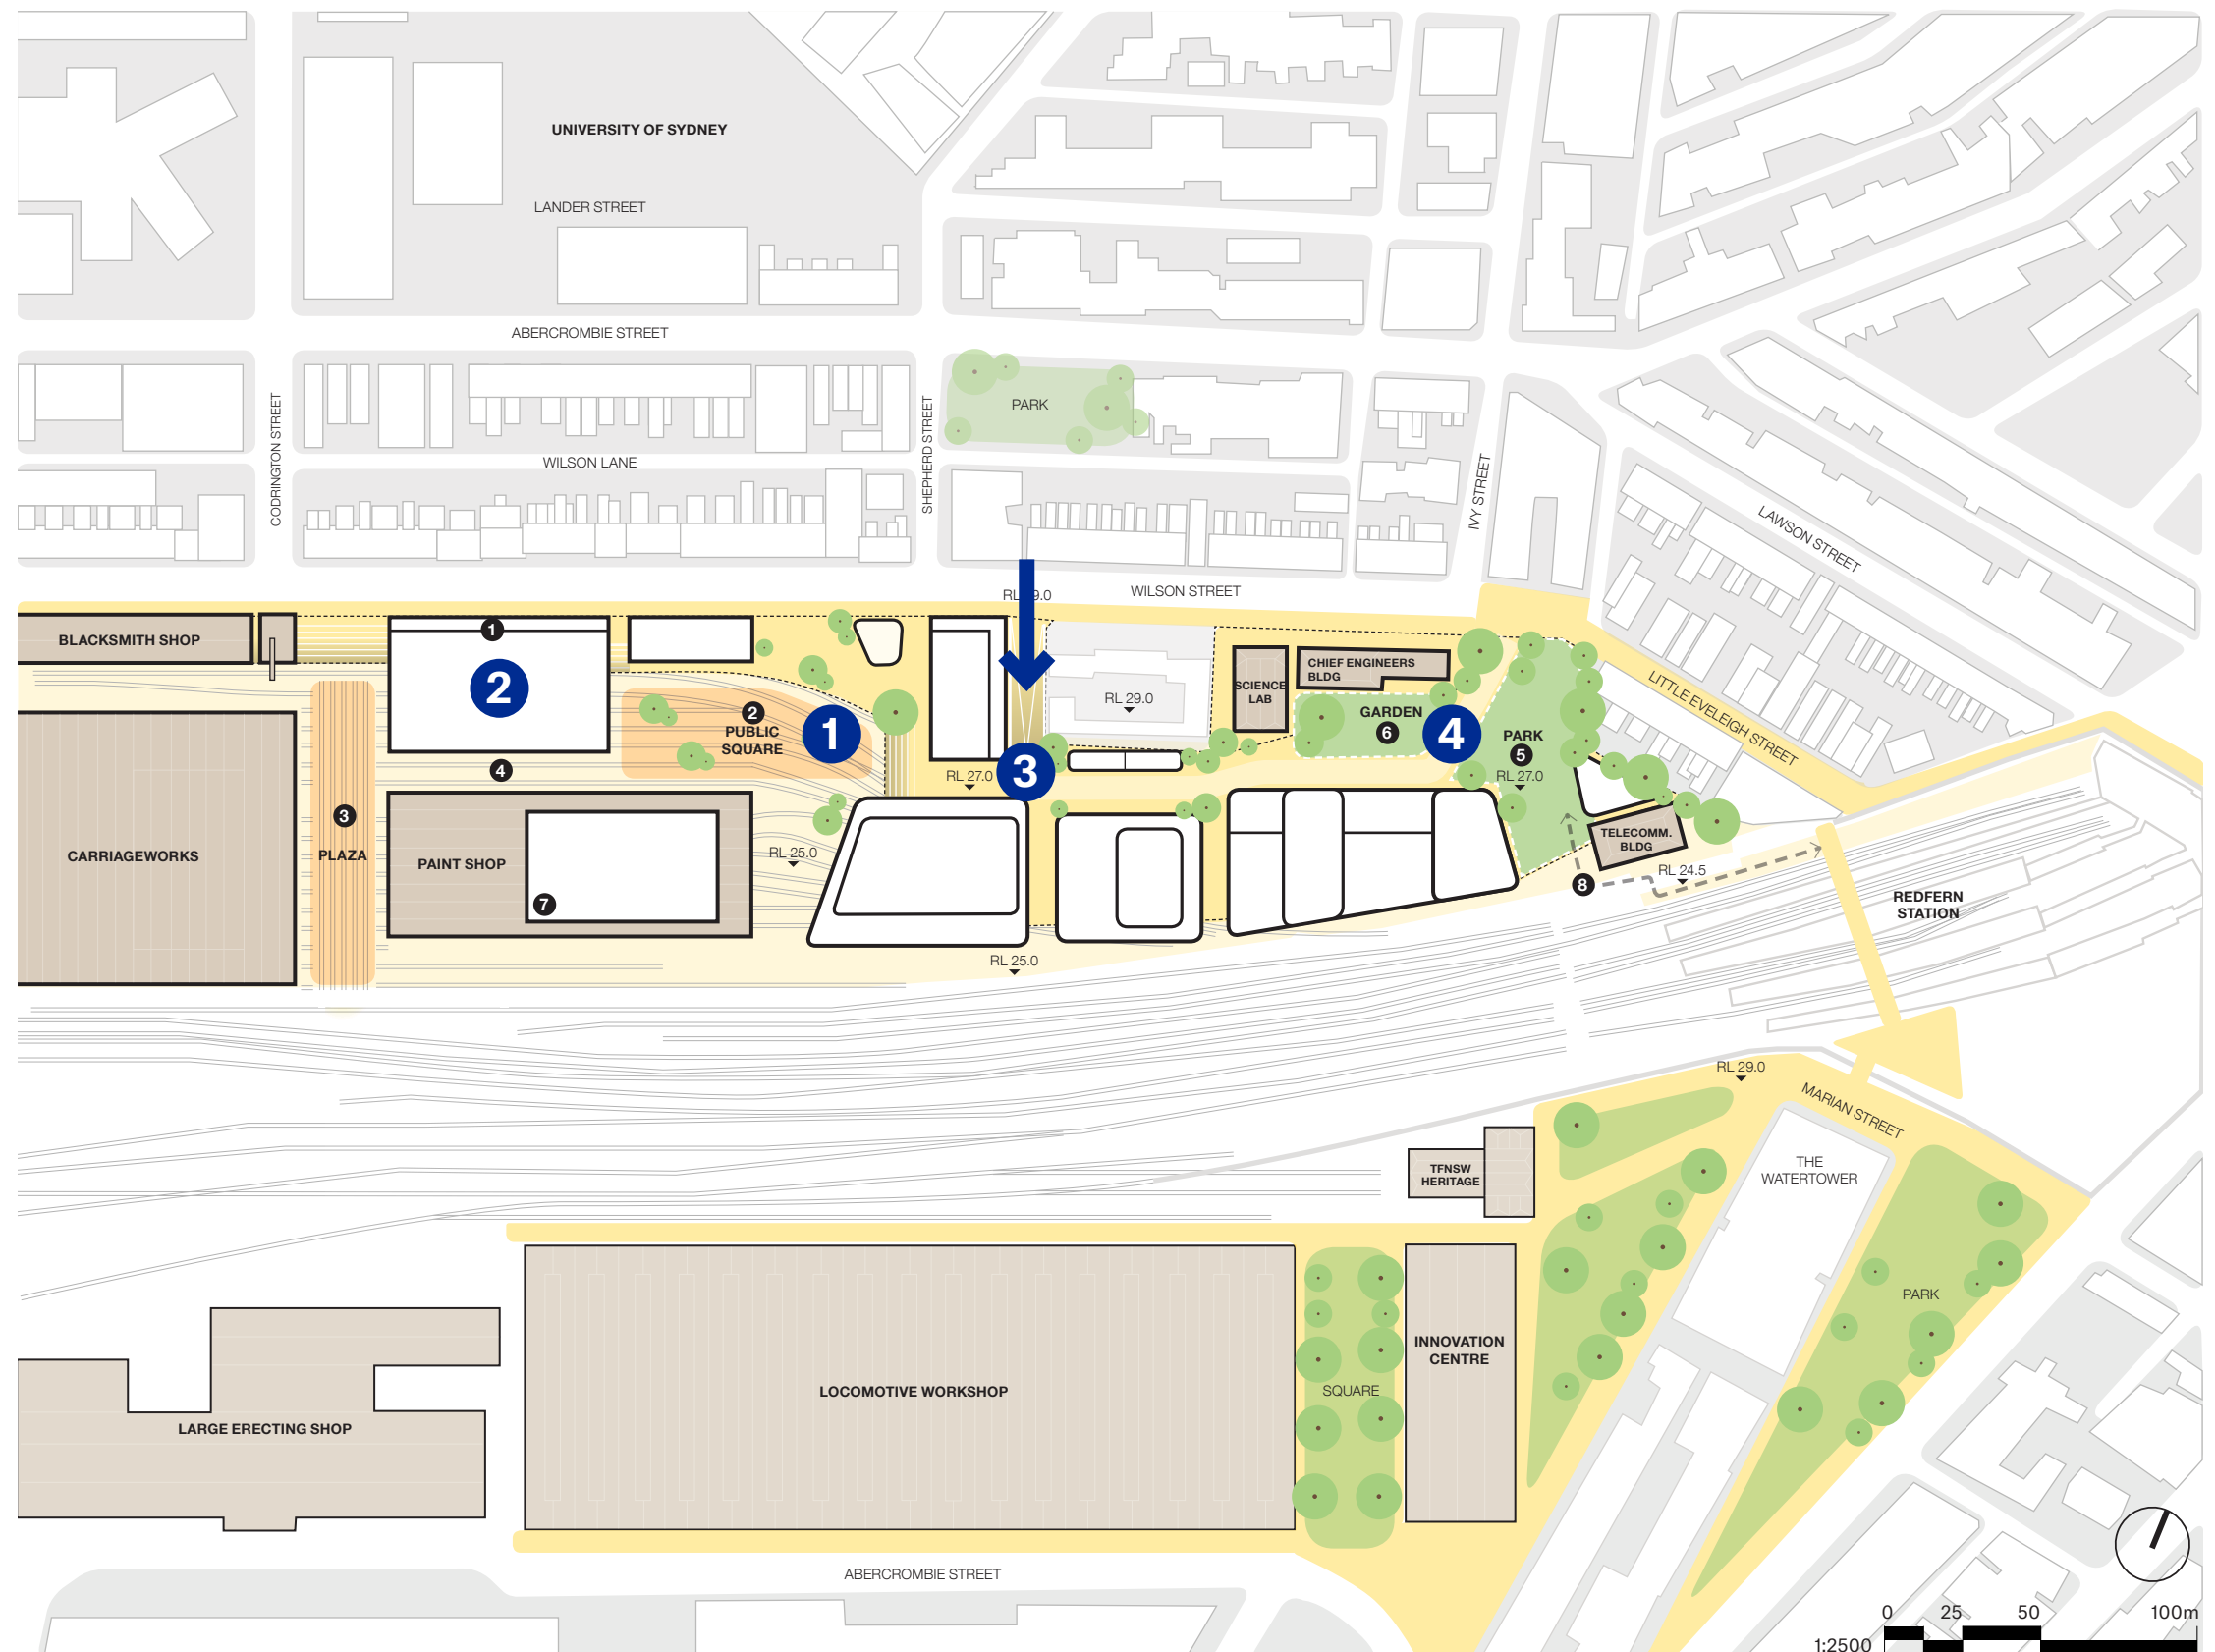 UNIVERSITY OF SYDNEY
LANDER STREET
ABERCROMBIE STREET
PARK
CODRINGTON STREET
SHEPHERD STREET
WILSON LANE
IVY STREET
LAWSON STREET
WILSON STREET
BLACKSMITH SHOP
1
2
2
PUBLIC
SQUARE
1
3
RL 29.0
SCIENCE
LAB
CHIEF ENGINEERS
BLDG
GARDEN
6
4
PARK
5
RL 27.0
LITTLE EVELEIGH STREET
4
RL 27.0
3
PLAZA
CARRIAGEWORKS
PAINT SHOP
7
RL 25.0
TELECOMM.
BLDG
RL 24.5
8
REDFERN
STATION
RL 25.0
RL 29.0
MARIAN STREET
TFNSW
HERITAGE
THE
WATERTOWER
PARK
INNOVATION
CENTRE
SQUARE
LOCOMOTIVE WORKSHOP
LARGE ERECTING SHOP
ABERCROMBIE STREET
0 25 50 100m
1:2500